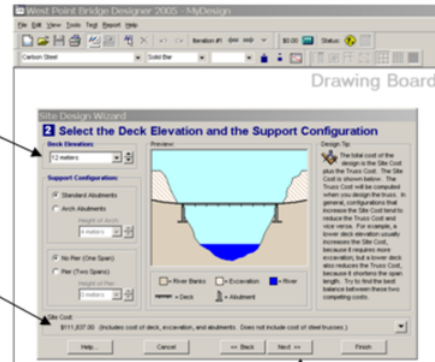 West Point Bridge Designer 2005 - MyDesign
File Edit View Tools Test Report Help
Iteration #1 $0.00 Status:
Carbon Steel Solid Bar
Drawing Board
Site Design Wizard
2 Select the Deck Elevation and the Support Configuration
Deck Elevation:
12 meters
Support Configuration:
Standard Abutments
Arch Abutments
Height of Arch:
4 meters
No Pier (One Span)
Pier (Two Spans)
Height of Pier:
0 meters
Preview:
= River Banks = Excavation = River
= Deck = Abutment
Design Tip:
The total cost of
the design is the Site Cost
plus the Truss Cost. The Site
Cost is shown below. The
Truss Cost will be computed
when you design the truss. In
general, configurations that
increase the Site Cost tend to
reduce the Truss Cost, and
vice versa. For example, a
lower deck elevation usually
increases the Site Cost,
because it requires more
excavation; but a lower deck
also reduces the Truss Cost,
because it shortens the span
length. Try to find the best
balance between these two
competing costs.
Site Cost:
(Includes cost of deck, excavation, and abutments. Does not include cost of steel trusses.)
Help... Cancel << Back Next >> Finish